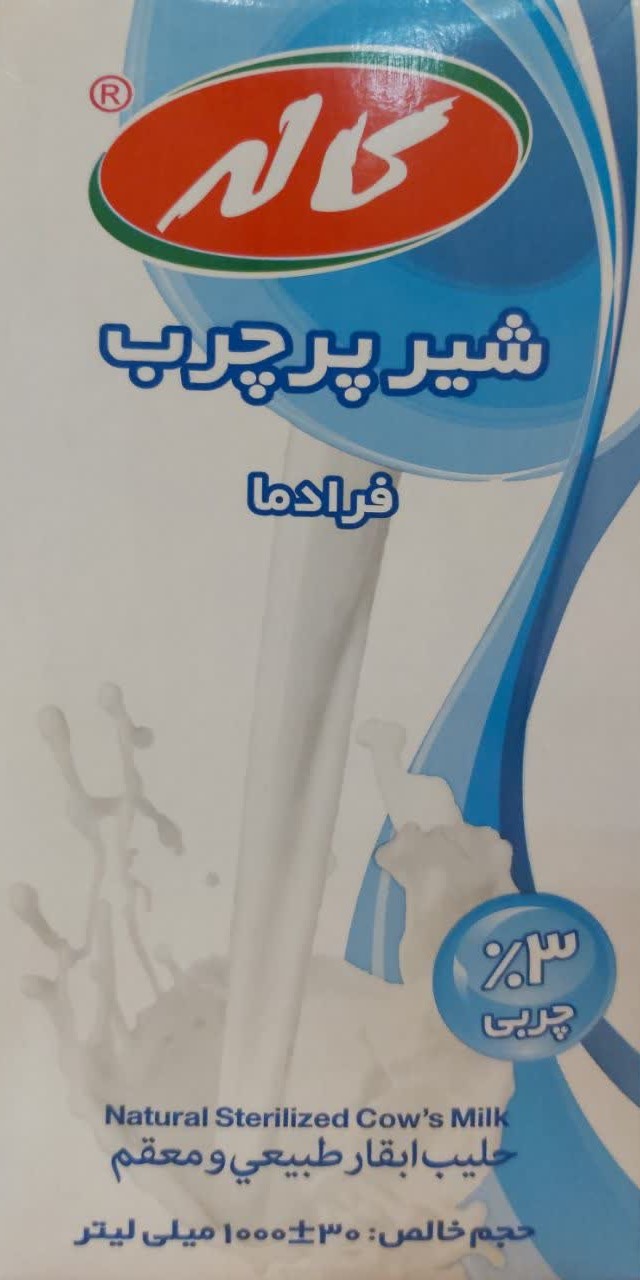 ®
کاله
شیر پرچرب
فرادما
٪۳
چربی
Natural Sterilized Cow's Milk
حليب ابقار طبيعي و معقم
حجم خالص: ۳۰±۱۰۰۰ میلی لیتر